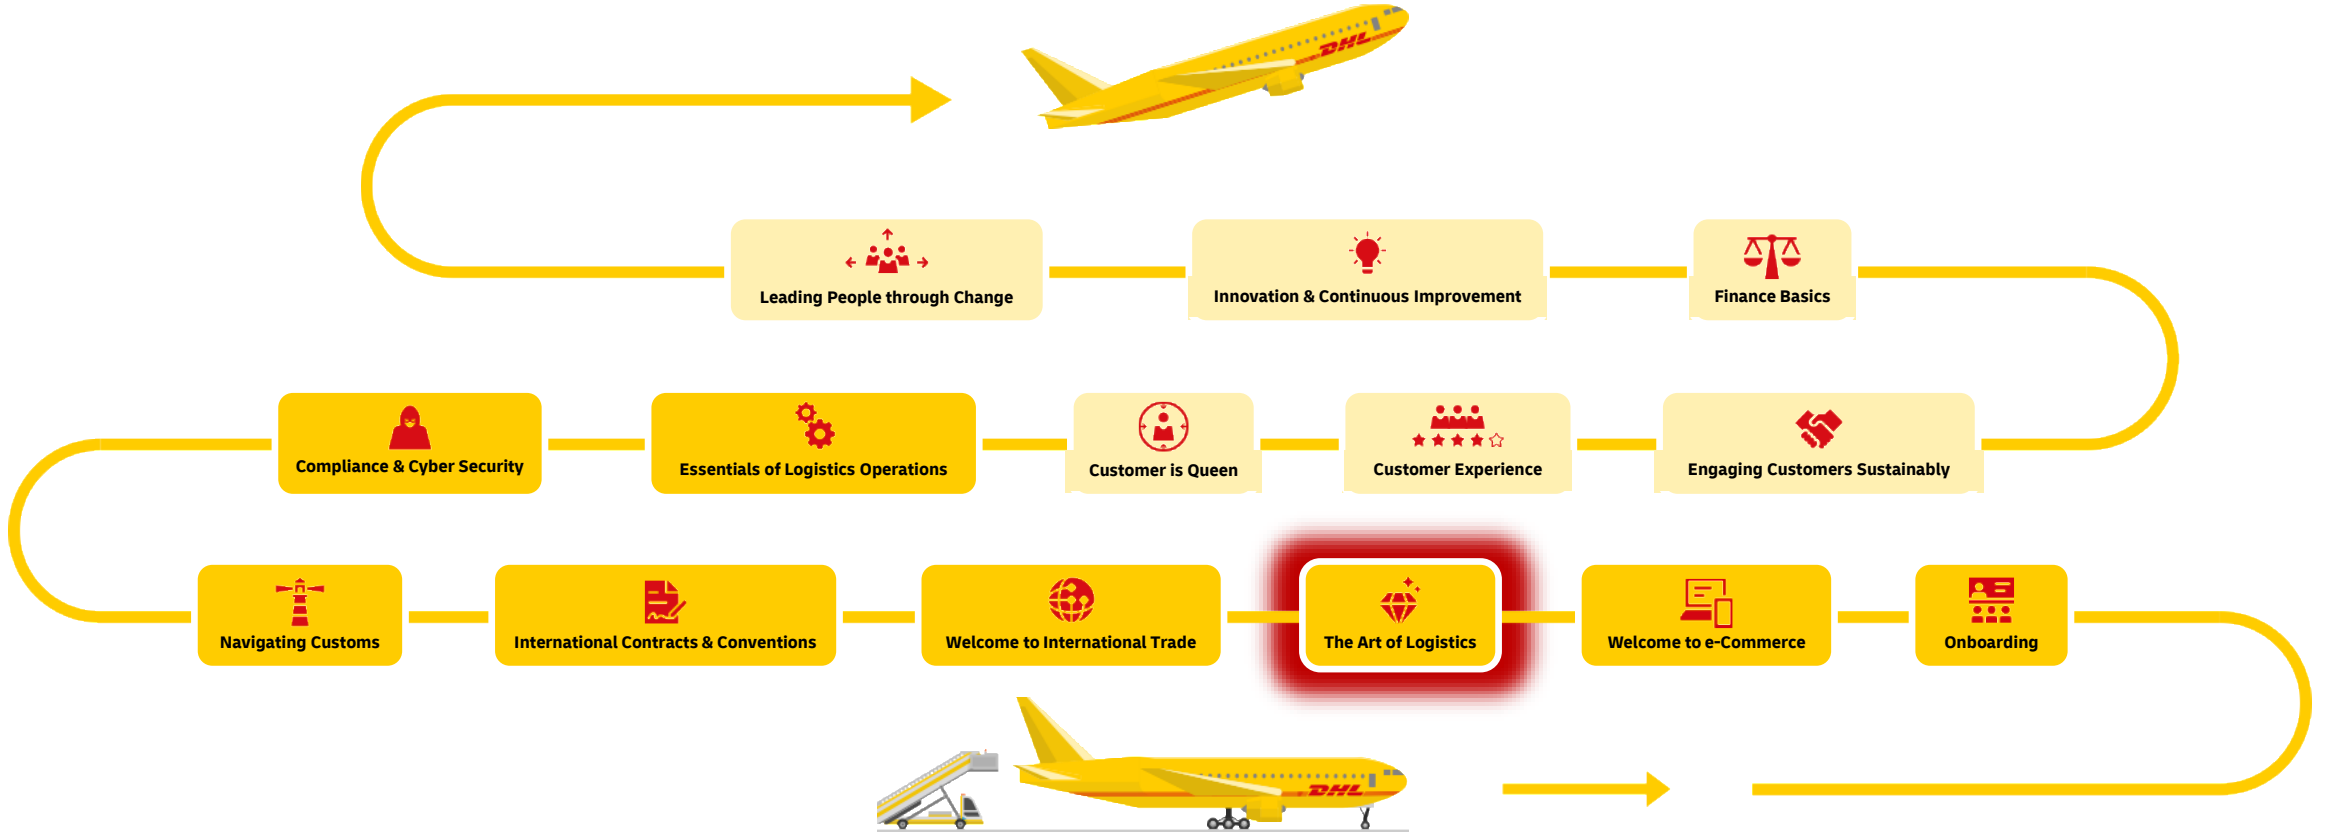 DHL
Leading People through Change
Innovation & Continuous Improvement
Finance Basics
Compliance & Cyber Security
Essentials of Logistics Operations
Customer is Queen
Customer Experience
Engaging Customers Sustainably
Navigating Customs
International Contracts & Conventions
Welcome to International Trade
The Art of Logistics
Welcome to e-Commerce
Onboarding
DHL